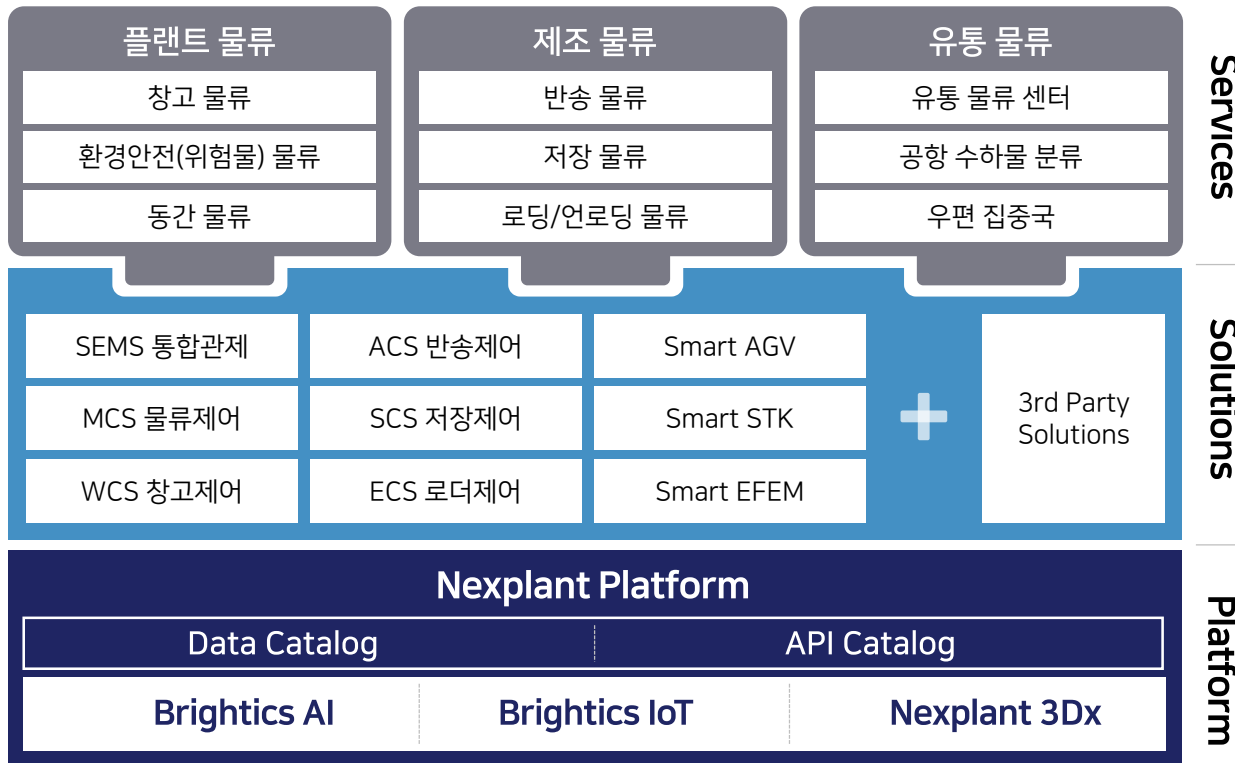 플랜트 물류
창고 물류
환경안전(위험물) 물류
동간 물류
제조 물류
반송 물류
저장 물류
로딩/언로딩 물류
유통 물류
유통 물류 센터
공항 수하물 분류
우편 집중국
Services
SEMS 통합관제
ACS 반송제어
Smart AGV
MCS 물류제어
SCS 저장제어
Smart STK
WCS 창고제어
ECS 로더제어
Smart EFEM
3rd Party
Solutions
Solutions
Nexplant Platform
Data Catalog
API Catalog
Brightics AI
Brightics IoT
Nexplant 3Dx
Platform